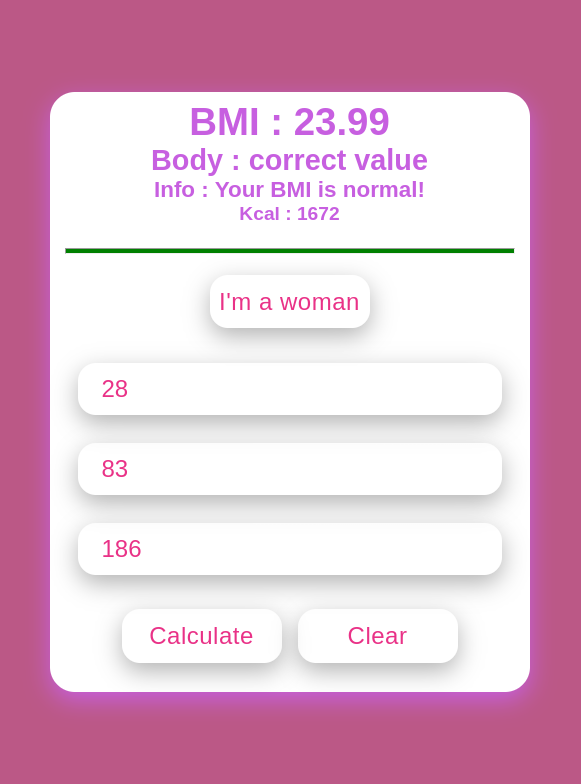 BMI : 23.99
Body : correct value
Info : Your BMI is normal!
Kcal : 1672
I'm a woman
28
83
186
Calculate Clear